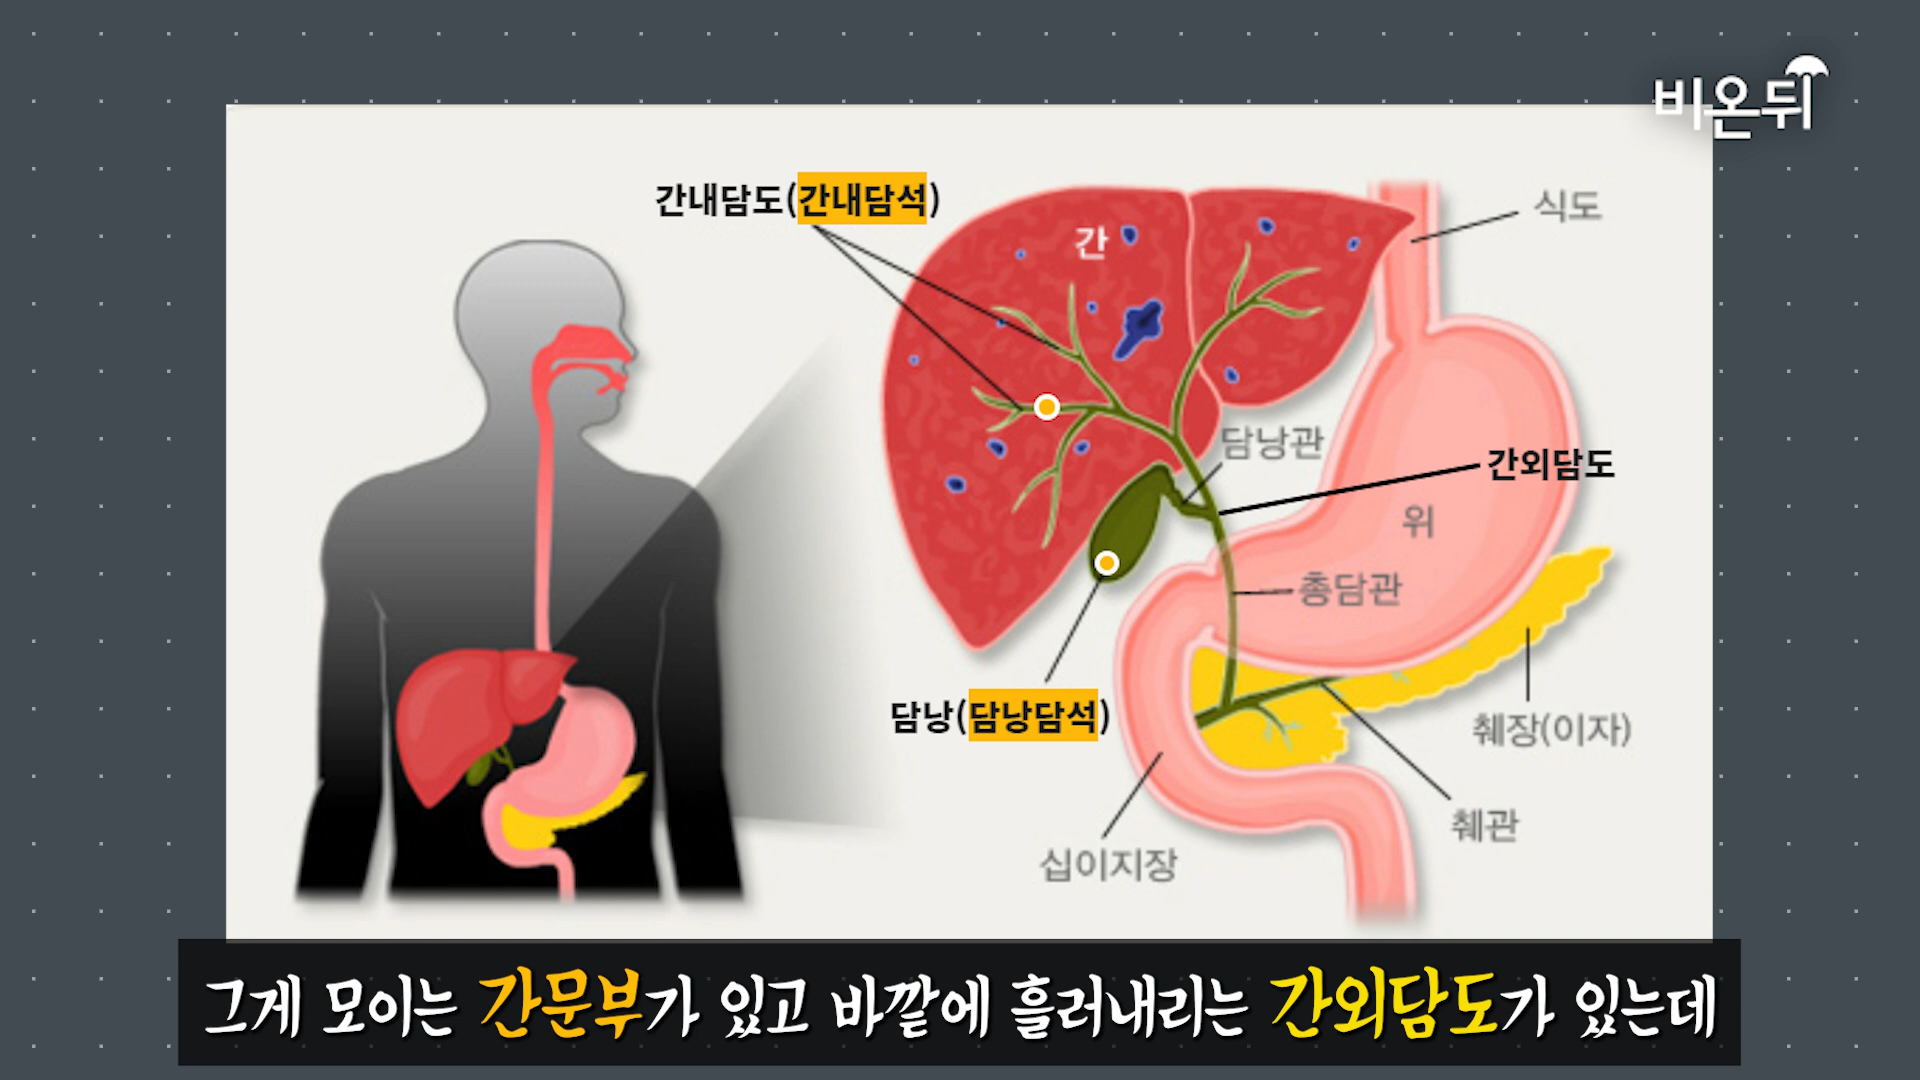 비온뒤
간내담도(간내담석)
간
식도
담낭관
간외담도
위
총담관
담낭(담낭담석)
췌장(이자)
췌관
십이지장
그게 모이는 간문부가 있고 바깥에 흘러내리는 간외담도가 있는데